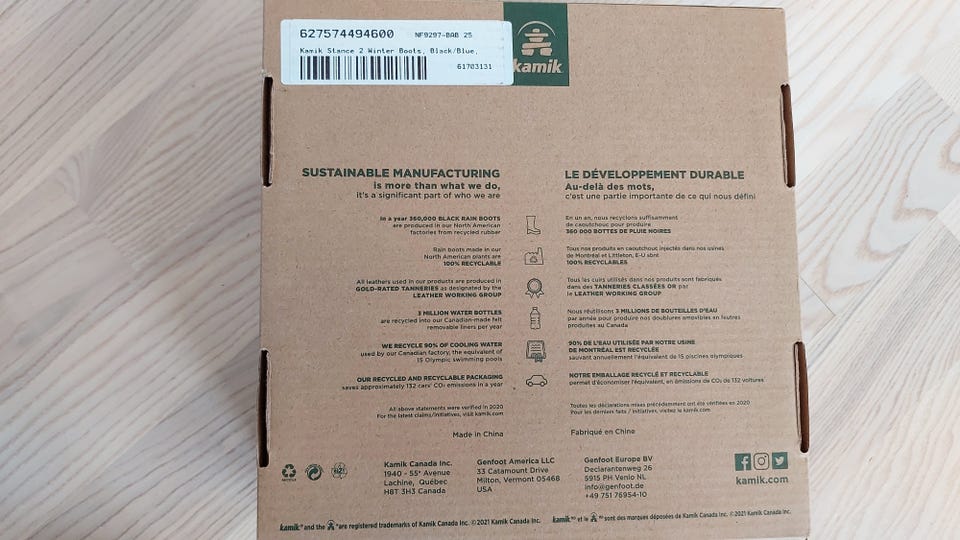 627574494600 NF9297-BAB 25
Kamik Stance 2 Winter Boots, Black/Blue,
61703131
kamik
SUSTAINABLE MANUFACTURING
is more than what we do,
it's a significant part of who we are
In a year 360,000 BLACK RAIN BOOTS
are produced in our North American
factories from recycled rubber
Rain boots made in our
North American plants are
100% RECYCLABLE
All leathers used in our products are produced in
GOLD-RATED TANNERIES as designated by the
LEATHER WORKING GROUP
3 MILLION WATER BOTTLES
are recycled into our Canadian-made felt
removable liners per year
WE RECYCLE 90% OF COOLING WATER
used by our Canadian factory, the equivalent of
15 Olympic swimming pools
OUR RECYCLED AND RECYCLABLE PACKAGING
saves approximately 132 cars' CO₂ emissions in a year
All above statements were verified in 2020
For the latest claims/initiatives, visit kamik.com
Made in China
LE DÉVELOPPEMENT DURABLE
Au-delà des mots,
c'est une partie importante de ce qui nous défini
En un an, nous recyclons suffisamment
de caoutchouc pour produire
360 000 BOTTES DE PLUIE NOIRES
Tous nos produits en caoutchouc injectés dans nos usines
de Montréal et Littleton, E-U sont
100% RECYCLABLES
Tous les cuirs utilisés dans nos produits sont fabriqués
dans des TANNERIES CLASSÉES OR par
le LEATHER WORKING GROUP
Nous réutilisons 3 MILLIONS DE BOUTEILLES D'EAU
par année pour produire nos doublures amovibles en feutres
produites au Canada
90% DE L'EAU UTILISÉE PAR NOTRE USINE
DE MONTRÉAL EST RECYCLÉE
sauvant annuellement l'équivalent de 15 piscines olympiques
NOTRE EMBALLAGE RECYCLÉ ET RECYCLABLE
permet d'économiser l'équivalent, en émissions de CO₂ de 132 voitures
Toutes les déclarations mises précédemment ont été vérifiées en 2020
Pour les derniers faits / initiatives, visitez le kamik.com
Fabriqué en China
Kamik Canada Inc.
1940 - 55ᵉ Avenue
Lachine, Québec
H8T 3H3 Canada
Genfoot America LLC
33 Catamount Drive
Milton, Vermont 05468
USA
Genfoot Europe BV
Declarantenweg 26
5915 PH Venlo NL
info@genfoot.de
+49 751 76954-10
kamik.com
kamik® and the ® are registered trademarks of Kamik Canada Inc. ©2021 Kamik Canada Inc.
kamik MD et le MD sont des marques déposées de Kamik Canada Inc. ©2021 Kamik Canada Inc.